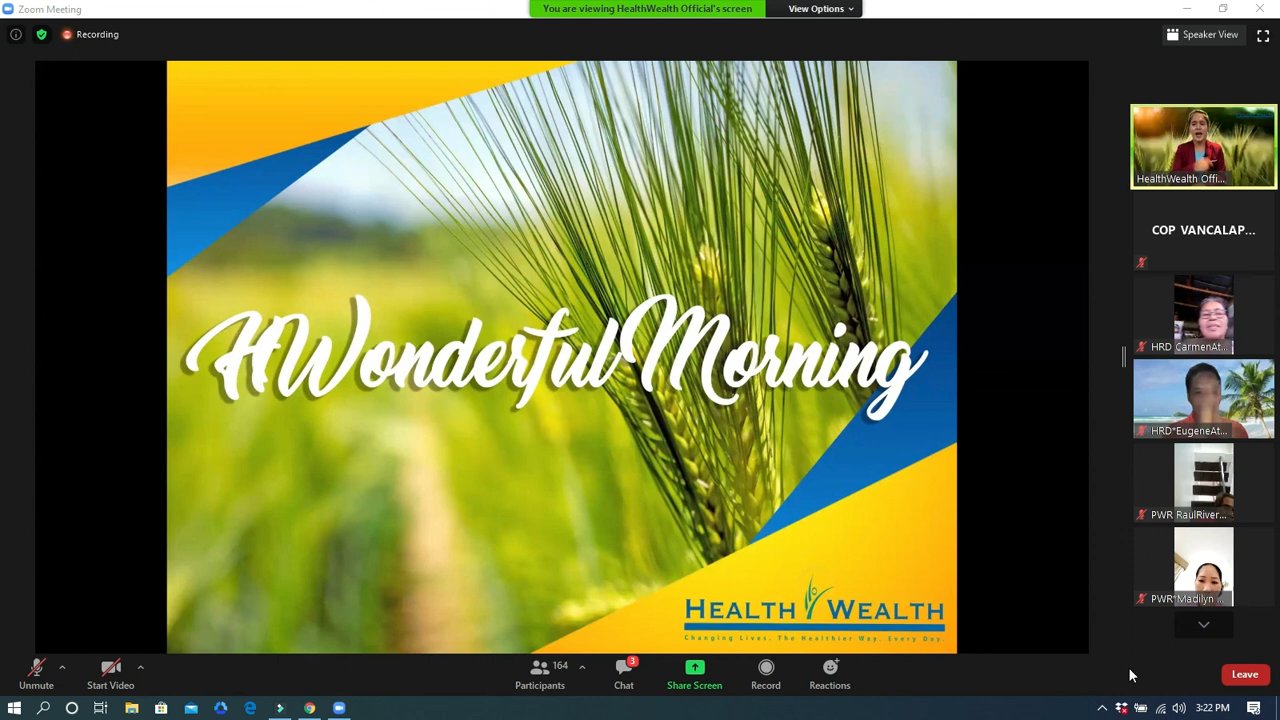 Zoom Meeting
You are viewing HealthWealth Official's screen
View Options
Recording
Speaker View
HealthWealth Offi...
COP VANCALAP...
HRD CarmenAt...
HRD*EugeneAt...
PWR RaulRiver...
PWR*Madilyn ...
HWonderful Morning
HEALTH WEALTH
Changing Lives. The Healthier Way. Every Day.
Unmute
Start Video
164
Participants
3
Chat
Share Screen
Record
Reactions
Leave
3:22 PM